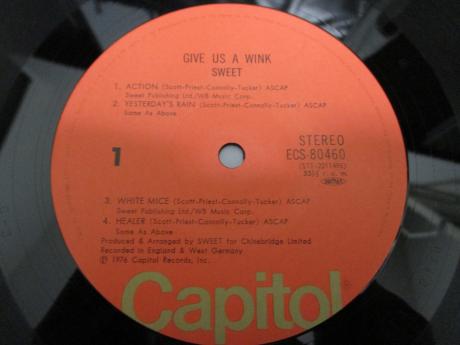 GIVE US A WINK
SWEET
1. ACTION (Scott-Priest-Connolly-Tucker) ASCAP
Sweet Publishing Ltd./WB Music Corp.
2. YESTERDAY'S RAIN (Scott-Priest-Connolly-Tucker) ASCAP
Same As Above
1
STEREO
ECS-80460
33⅓ r.p.m.
3. WHITE MICE (Scott-Priest-Connolly-Tucker) ASCAP
Sweet Publishing Ltd./WB Music Corp.
4. HEALER (Scott-Priest-Connolly-Tucker) ASCAP
Same As Above
Produced & Arranged by SWEET for Chinebridge Limited
Recorded in England & West Germany
Ⓟ 1976 Capitol Records, Inc.
Capitol®